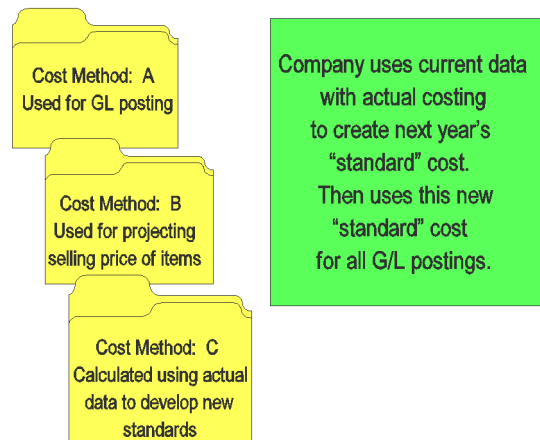 Cost Method:  A
Used for GL posting
Cost Method:  B
Used for projecting
selling price of items
Cost Method:  C
Calculated using actual
data to develop new
standards
Company uses current data
with actual costing
to create next year's
“standard” cost.
Then uses this new
“standard” cost
for all G/L postings.